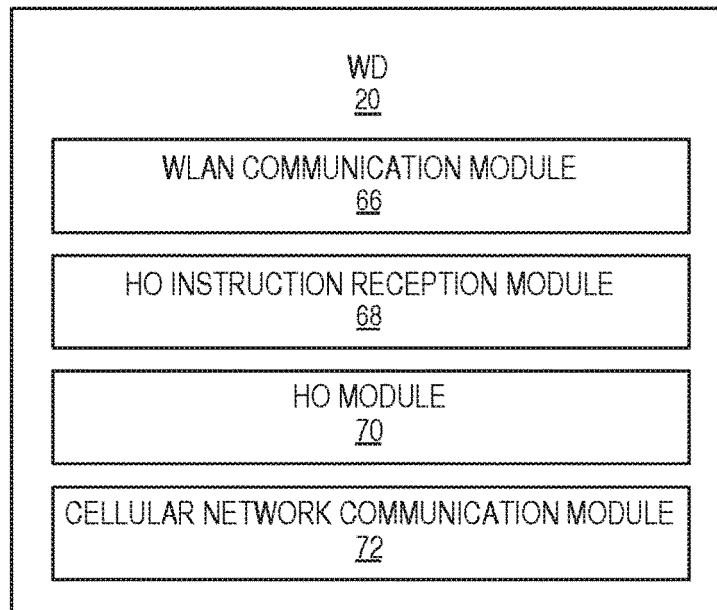 WD
20
WLAN COMMUNICATION MODULE
66
HO INSTRUCTION RECEPTION MODULE
68
HO MODULE
70
CELLULAR NETWORK COMMUNICATION MODULE
72